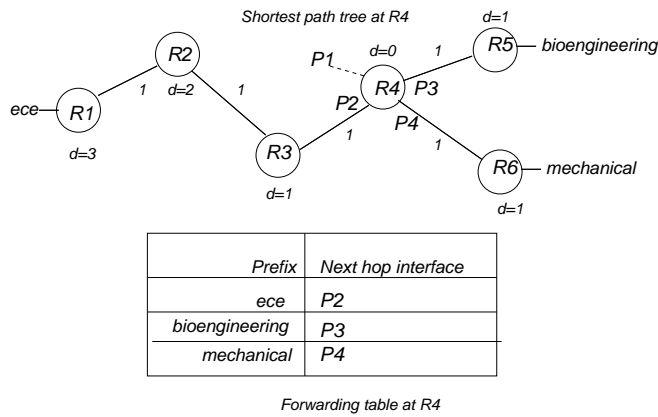 Shortest path tree at R4
d=1
R2
P1
d=0
1
R5
bioengineering
R4
P3
1
d=2
1
P2
ece
R1
P4
1
1
R3
d=3
R6
mechanical
d=1
d=1
Prefix Next hop interface
ece P2
bioengineering P3
mechanical P4
Forwarding table at R4